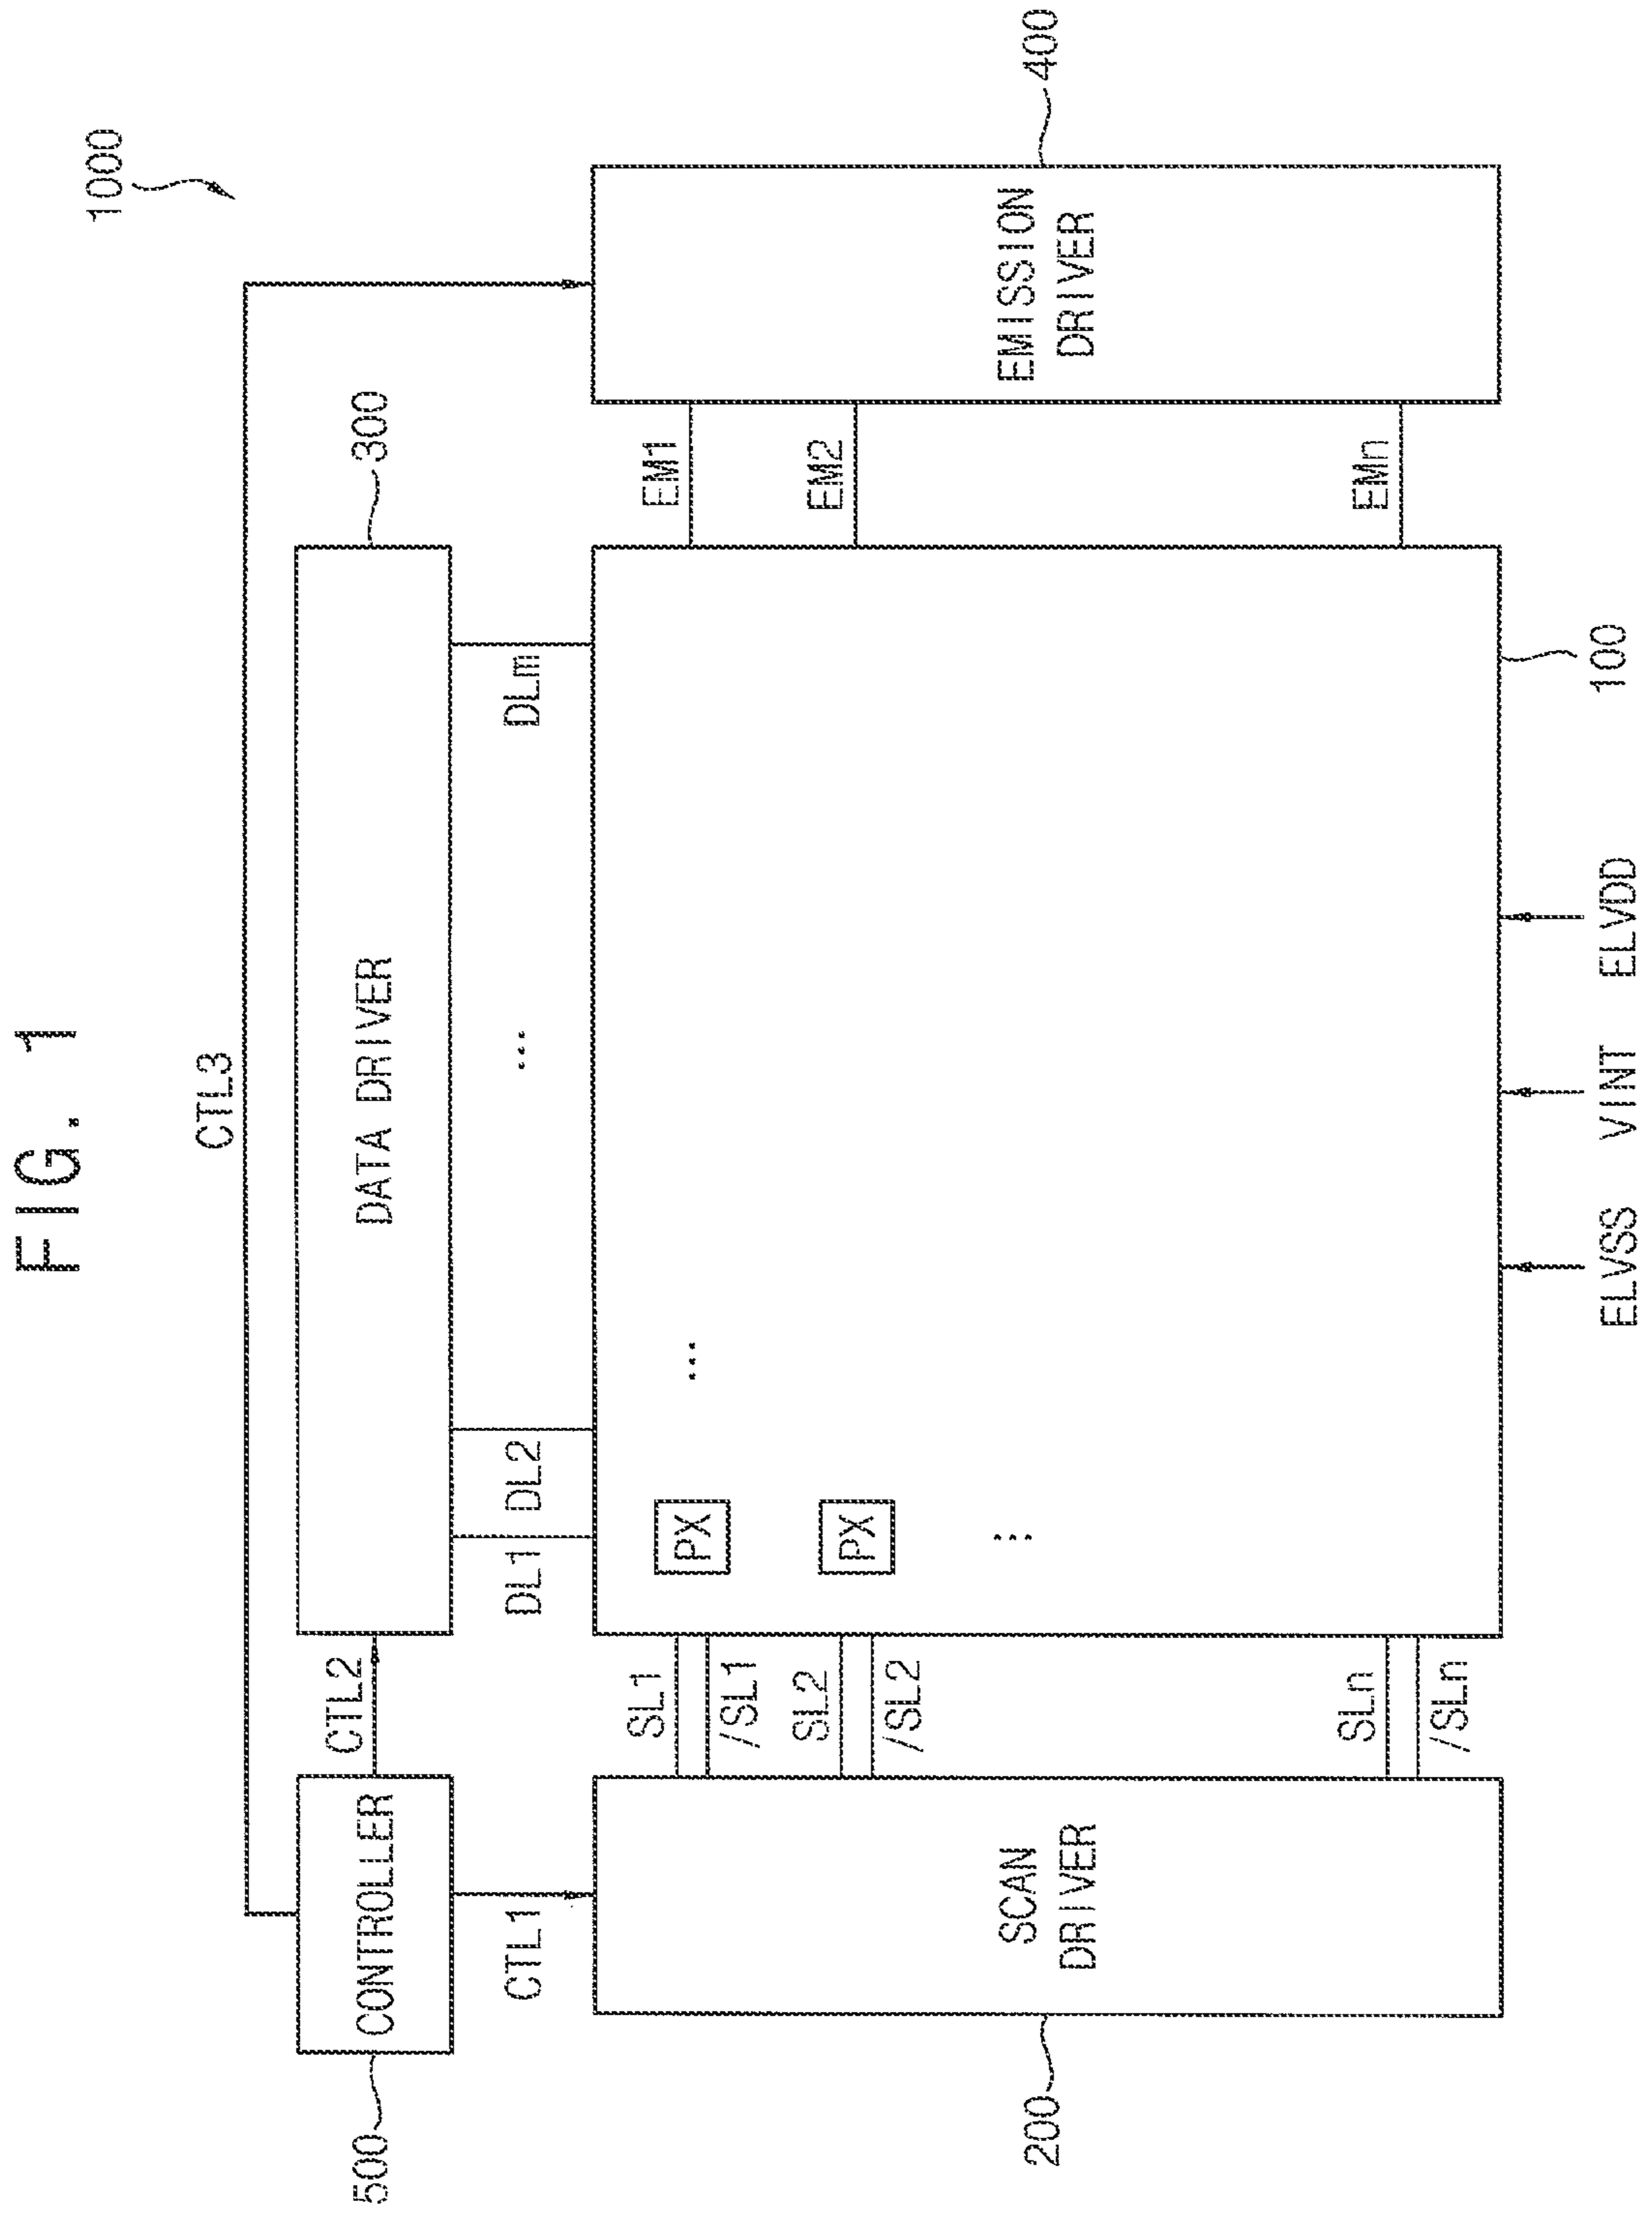 FIG. 1
1000
CTL3
500
CONTROLLER
CTL2
DATA DRIVER
300
CTL1
DL1
DL2
...
DLm
200
SCAN
DRIVER
SL1
/SL1
SL2
/SL2
SLn
/SLn
PX
...
PX
...
EM1
EM2
EMn
EMISSION
DRIVER
400
ELVSS
VINT
ELVDD
100